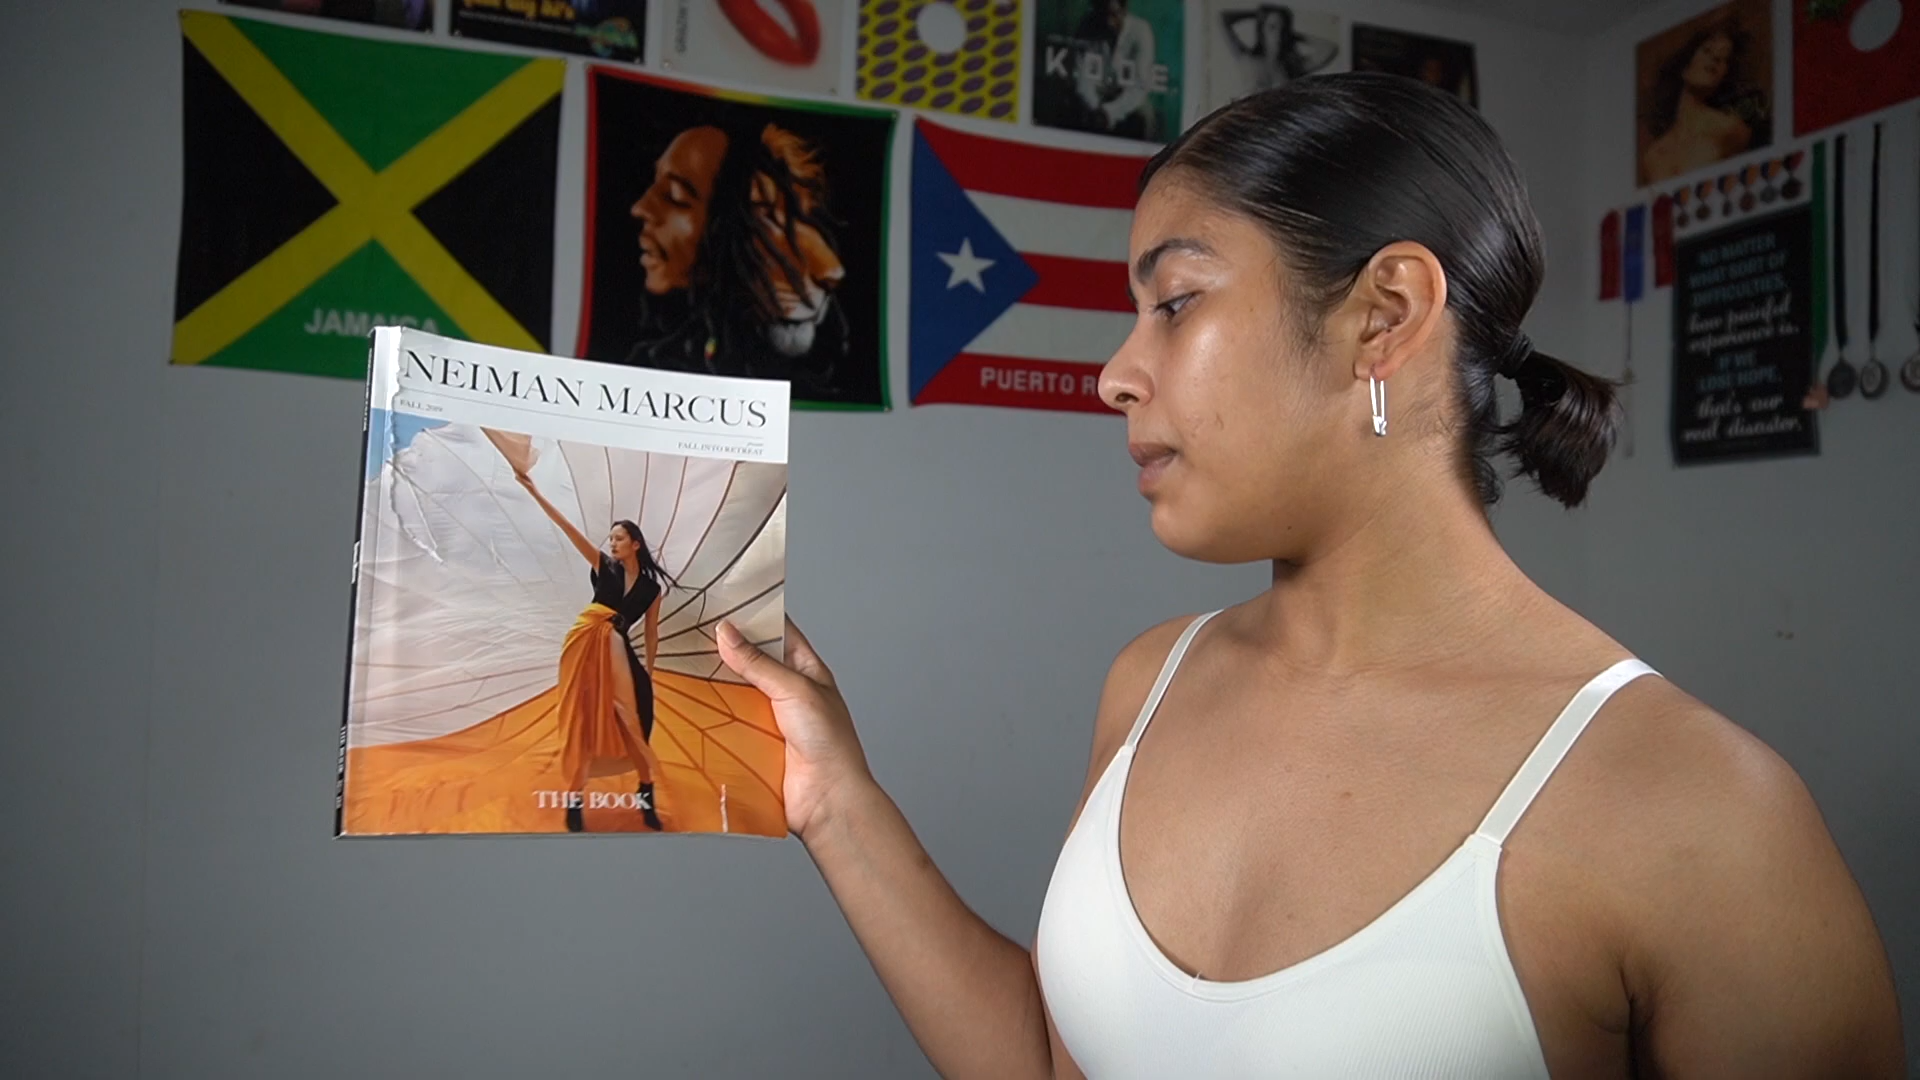 K.O.D.E.
JAMAICA
PUERTO R
NO MATTER
WHAT SORT OF
DIFFICULTIES,
how painful
experience is,
IF WE
LOSE HOPE,
that's our
real disaster.
NEIMAN MARCUS
FALL 2019
FALL INTO RETREAT
THE BOOK